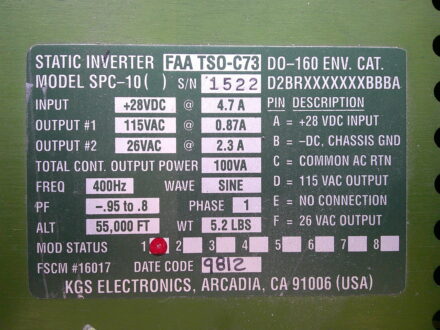 STATIC INVERTER FAA TSO-C73 DO-160 ENV. CAT.
MODEL SPC-10( ) S/N 1522 D2BRXXXXXXXBBBA
INPUT +28VDC @ 4.7 A PIN DESCRIPTION
OUTPUT #1 115VAC @ 0.87A A = +28 VDC INPUT
OUTPUT #2 26VAC @ 2.3 A B = –DC, CHASSIS GND
TOTAL CONT. OUTPUT POWER 100VA C = COMMON AC RTN
FREQ 400Hz WAVE SINE D = 115 VAC OUTPUT
PF –.95 to .8 PHASE 1 E = NO CONNECTION
ALT 55,000 FT WT 5.2 LBS F = 26 VAC OUTPUT
MOD STATUS 1 2 3 4 5 6 7 8
FSCM #16017 DATE CODE 9812
KGS ELECTRONICS, ARCADIA, CA 91006 (USA)